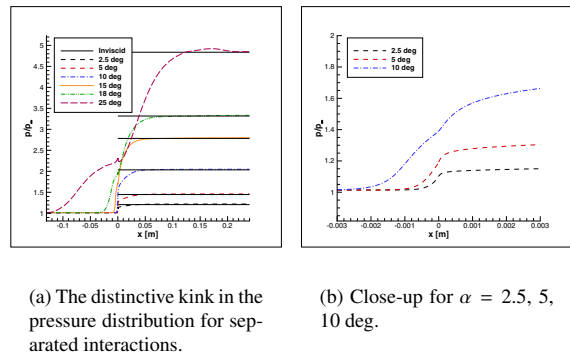 Inviscid
2.5 deg
5 deg
10 deg
15 deg
18 deg
25 deg
5
4.5
4
3.5
3
2.5
2
1.5
1
p/p∞
-0.1 -0.05 0 0.05 0.1 0.15 0.2
x [m]
2.5 deg
5 deg
10 deg
2
1.8
1.6
1.4
1.2
1
p/p∞
-0.003 -0.002 -0.001 0 0.001 0.002 0.003
x [m]
(a) The distinctive kink in the
pressure distribution for sep-
arated interactions.
(b) Close-up for α = 2.5, 5,
10 deg.